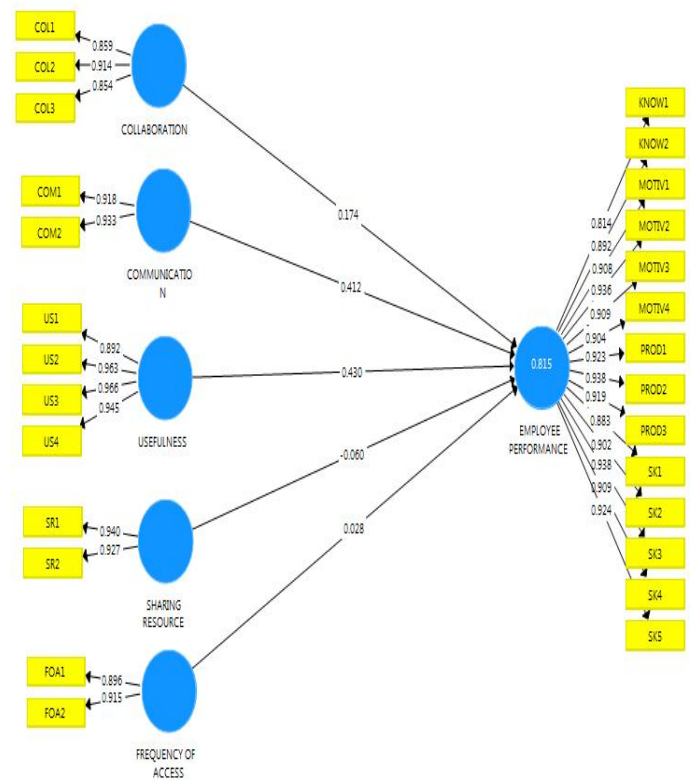 COL1
COL2
COL3
0.859
0.914
0.854
COLLABORATION
0.174
COM1
COM2
0.918
0.933
COMMUNICATIO
N
0.412
US1
US2
US3
US4
0.892
0.963
0.966
0.945
USEFULNESS
0.430
SR1
SR2
0.940
0.927
SHARING
RESOURCE
-0.060
FOA1
FOA2
0.896
0.915
FREQUENCY OF
ACCESS
0.028
0.815
EMPLOYEE
PERFORMANCE
0.814
0.892
0.908
0.936
0.909
0.904
0.923
0.938
0.919
0.883
0.902
0.938
0.909
0.924
KNOW1
KNOW2
MOTIV1
MOTIV2
MOTIV3
MOTIV4
PROD1
PROD2
PROD3
SK1
SK2
SK3
SK4
SK5